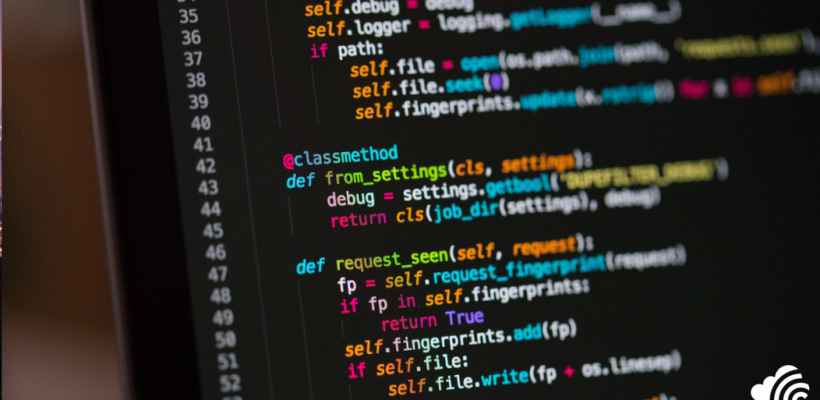 35 self.debug = debug
36 self.logger = logging.getLogger(__name__)
37 if path:
38 self.file = open(os.path.join(path, 'requests.seen'),
39 self.file.seek(0)
40 self.fingerprints.update(x.rstrip() for x in self.
41
42 @classmethod
43 def from_settings(cls, settings):
44 debug = settings.getbool('DUPEFILTER_DEBUG')
45 return cls(job_dir(settings), debug)
46
47 def request_seen(self, request):
48 fp = self.request_fingerprint(request)
49 if fp in self.fingerprints:
50 return True
51 self.fingerprints.add(fp)
52 if self.file:
self.file.write(fp + os.linesep)